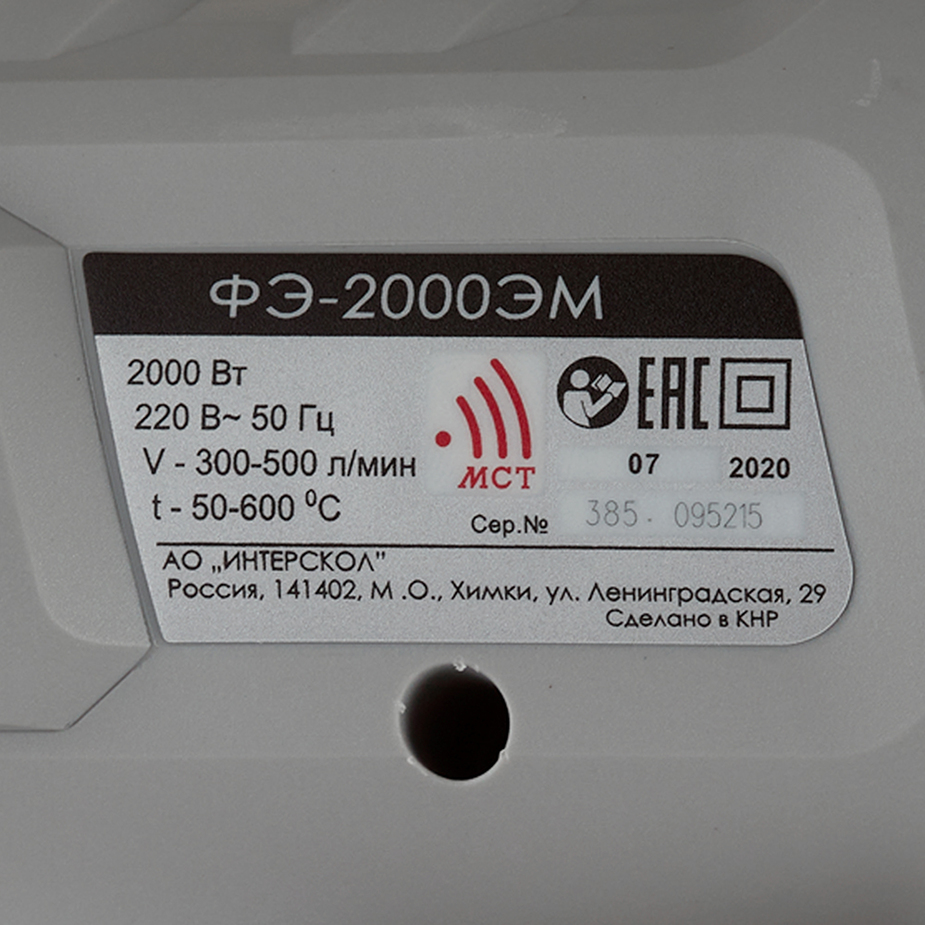 ФЭ-2000ЭМ
2000 Вт
220 В~ 50 Гц
V - 300-500 л/мин
t - 50-600 ⁰C
МСТ
EAC
07 2020
Сер.№ 385. 095215
АО „ИНТЕРСКОЛ”
Россия, 141402, М .О., Химки, ул. Ленинградская, 29
Сделано в КНР